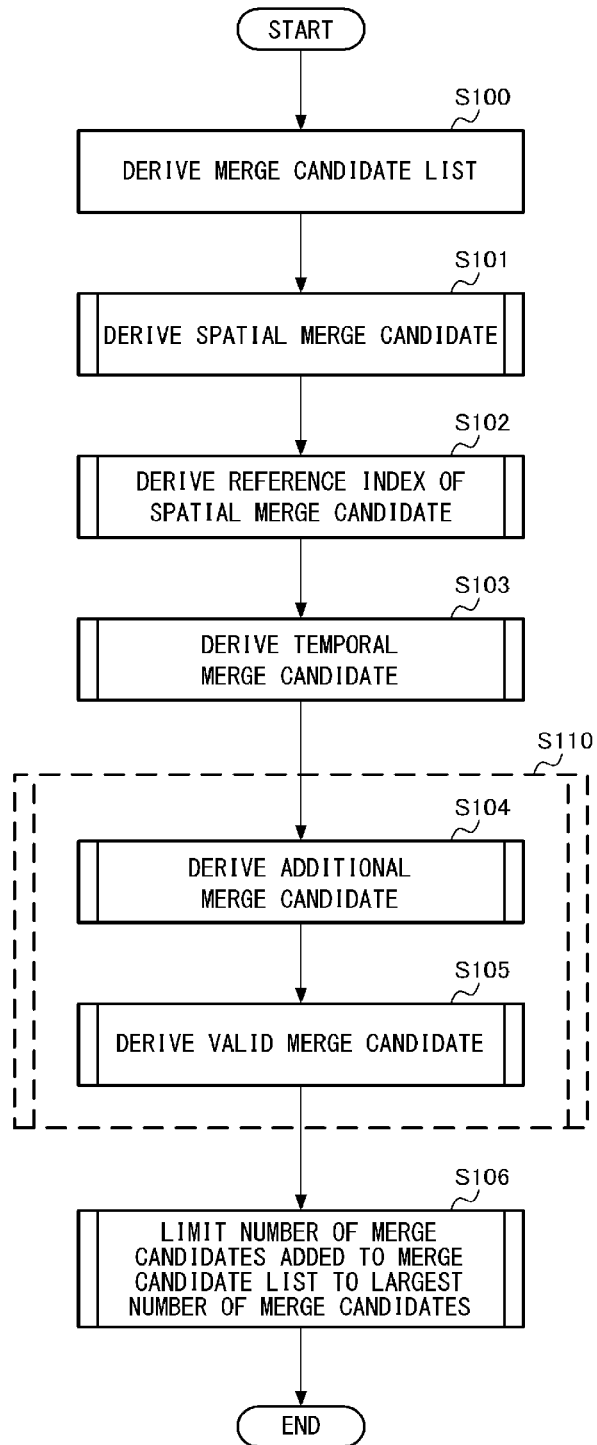 START
S100
DERIVE MERGE CANDIDATE LIST
S101
DERIVE SPATIAL MERGE CANDIDATE
S102
DERIVE REFERENCE INDEX OF
SPATIAL MERGE CANDIDATE
S103
DERIVE TEMPORAL
MERGE CANDIDATE
S110
S104
DERIVE ADDITIONAL
MERGE CANDIDATE
S105
DERIVE VALID MERGE CANDIDATE
S106
LIMIT NUMBER OF MERGE
CANDIDATES ADDED TO MERGE
CANDIDATE LIST TO LARGEST
NUMBER OF MERGE CANDIDATES
END